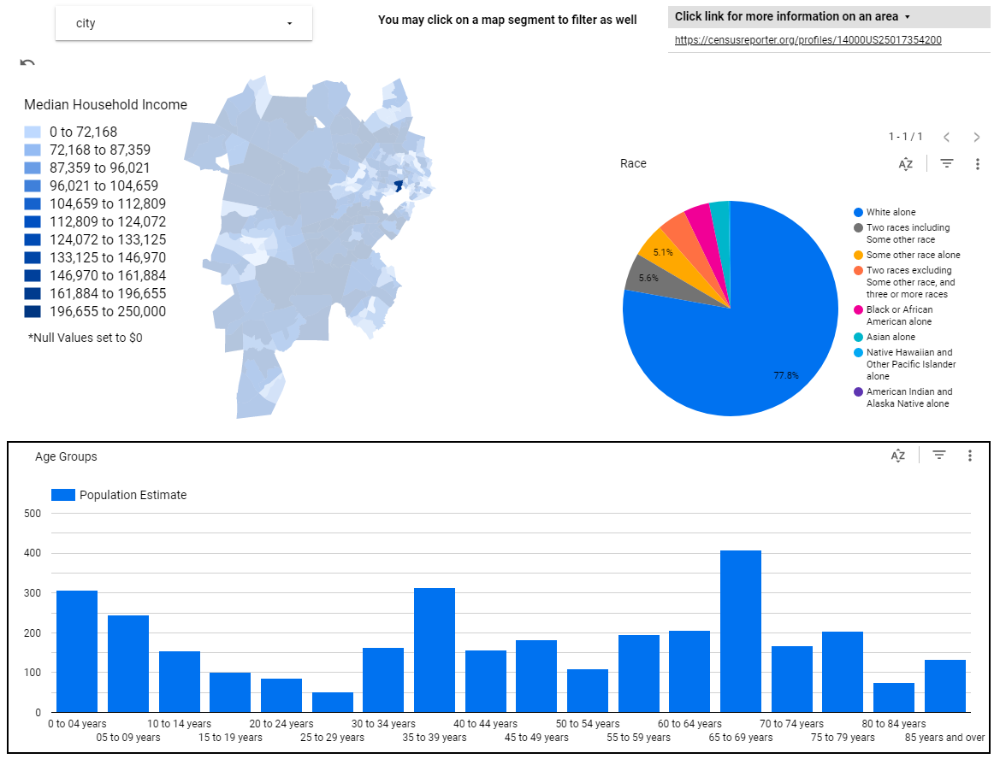 city
You may click on a map segment to filter as well
Click link for more information on an area
https://censusreporter.org/profiles/14000US25017354200
Median Household Income
0 to 72,168
72,168 to 87,359
87,359 to 96,021
96,021 to 104,659
104,659 to 112,809
112,809 to 124,072
124,072 to 133,125
133,125 to 146,970
146,970 to 161,884
161,884 to 196,655
196,655 to 250,000
*Null Values set to $0
1 - 1 / 1
Race
AZ
5.1%
5.6%
77.8%
White alone
Two races including
Some other race
Some other race alone
Two races excluding
Some other race, and
three or more races
Black or African
American alone
Asian alone
Native Hawaiian and
Other Pacific Islander
alone
American Indian and
Alaska Native alone
Age Groups
AZ
Population Estimate
500
400
300
200
100
0
0 to 04 years
05 to 09 years
10 to 14 years
15 to 19 years
20 to 24 years
25 to 29 years
30 to 34 years
35 to 39 years
40 to 44 years
45 to 49 years
50 to 54 years
55 to 59 years
60 to 64 years
65 to 69 years
70 to 74 years
75 to 79 years
80 to 84 years
85 years and over